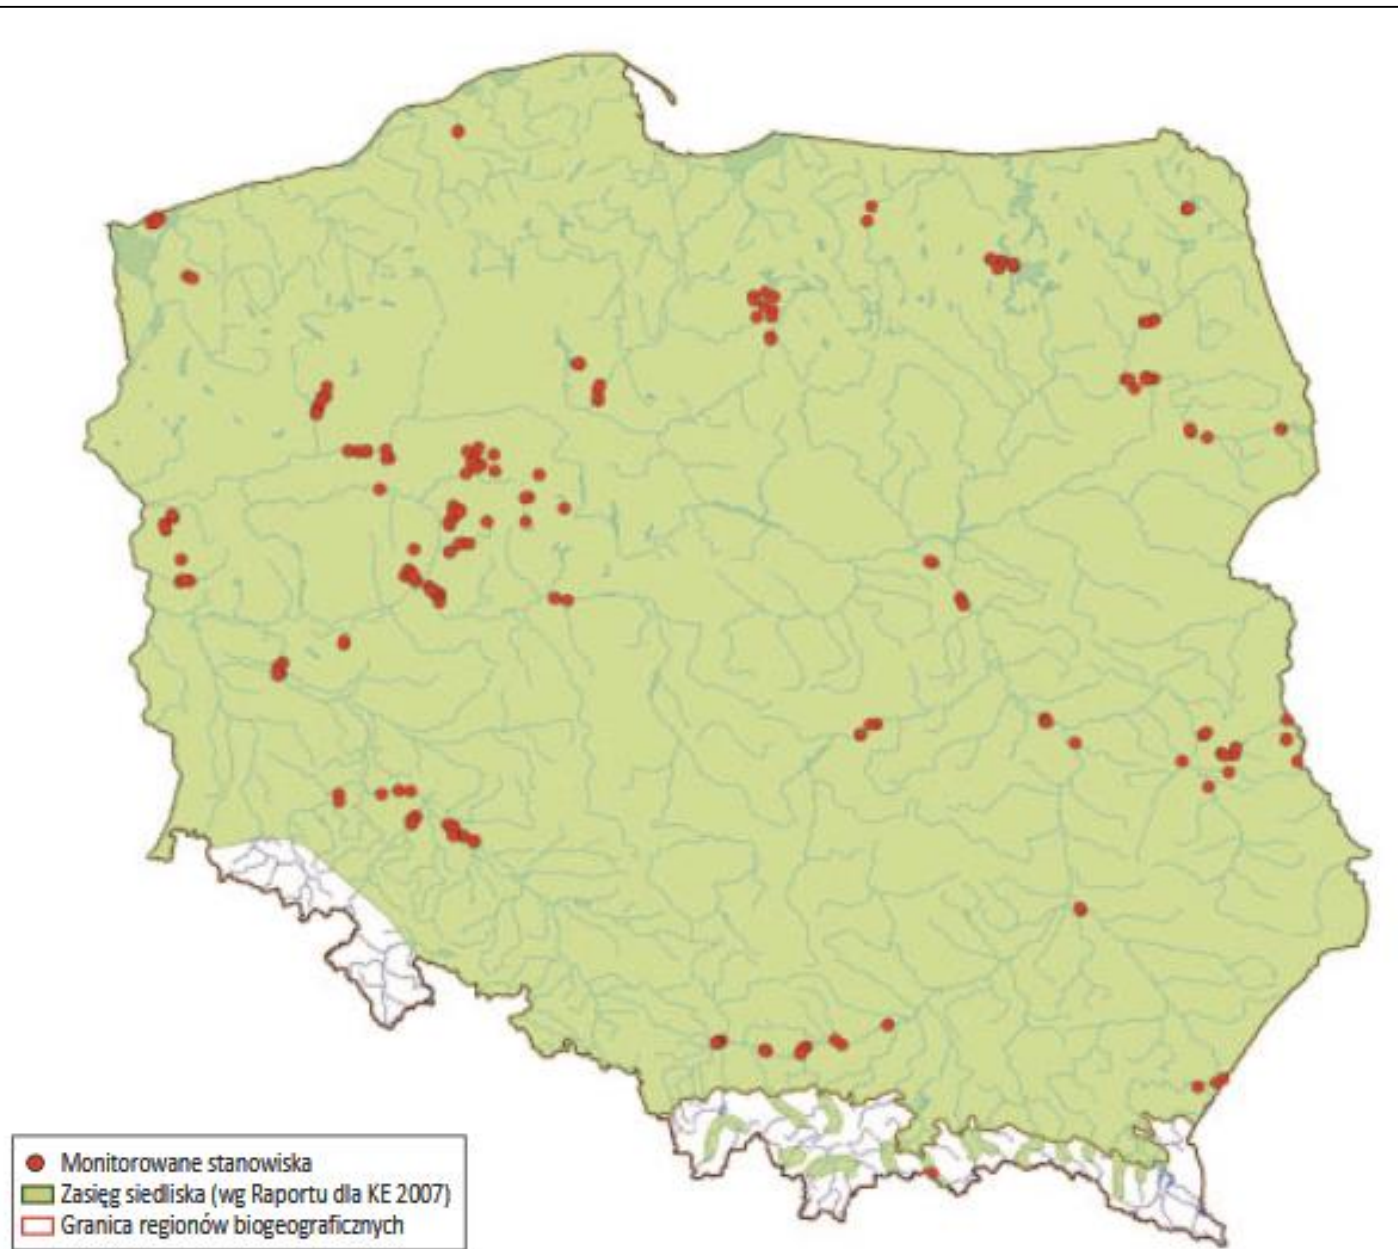 Monitorowane stanowiska
Zasięg siedliska (wg Raportu dla KE 2007)
Granica regionów biogeograficznych